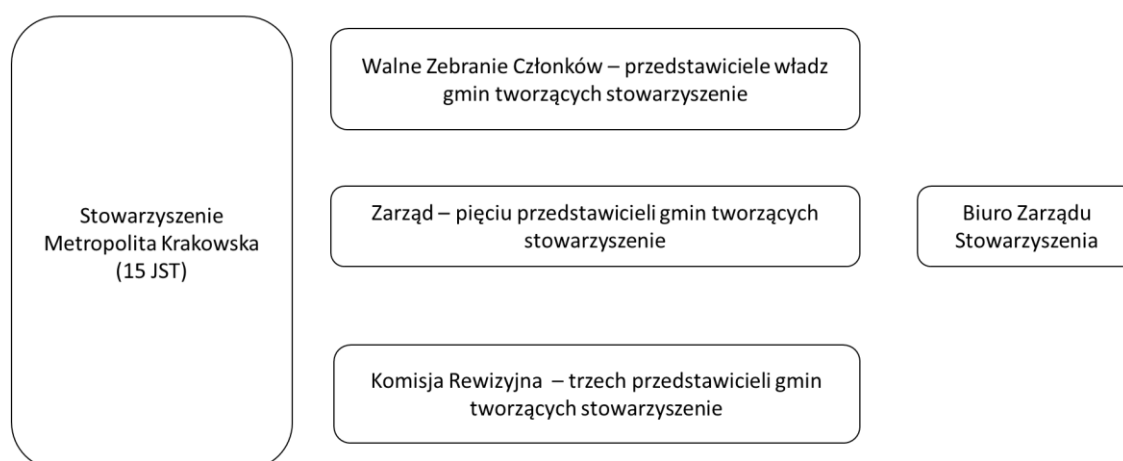 Stowarzyszenie
Metropolita Krakowska
(15 JST)
Walne Zebranie Członków – przedstawiciele władz
gmin tworzących stowarzyszenie
Zarząd – pięciu przedstawicieli gmin tworzących
stowarzyszenie
Biuro Zarządu
Stowarzyszenia
Komisja Rewizyjna – trzech przedstawicieli gmin
tworzących stowarzyszenie